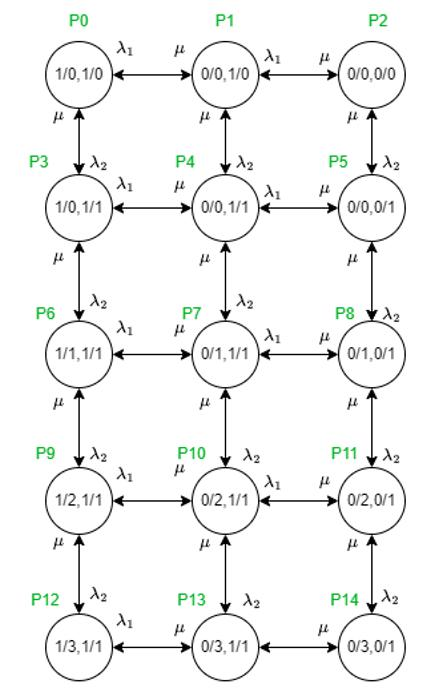 P0 P1 P2
λ₁ μ λ₁ μ
1/0,1/0 0/0,1/0 0/0,0/0
μ μ μ
P3 λ₂ P4 λ₂ P5 λ₂
λ₁ μ λ₁ μ
1/0,1/1 0/0,1/1 0/0,0/1
μ μ μ
P6 λ₂ P7 λ₂ P8 λ₂
λ₁ μ λ₁ μ
1/1,1/1 0/1,1/1 0/1,0/1
μ μ μ
P9 λ₂ P10 λ₂ P11 λ₂
λ₁ μ λ₁ μ
1/2,1/1 0/2,1/1 0/2,0/1
μ μ μ
P12 λ₂ P13 λ₂ P14 λ₂
λ₁ μ μ
1/3,1/1 0/3,1/1 0/3,0/1